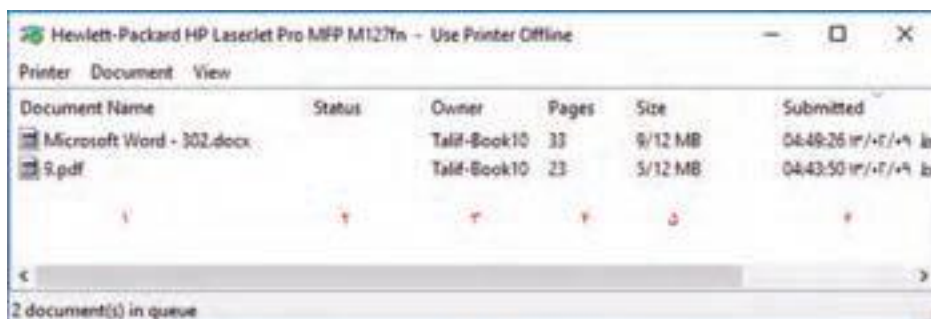 Hewlett-Packard HP LaserJet Pro MFP M127fn - Use Printer Offline
Printer Document View
Document Name Status Owner Pages Size Submitted
Microsoft Word - 302.docx Talif-Book10 33 9/12 MB 04:49:26
9.pdf Talif-Book10 23 5/12 MB 04:43:50
۱ ۲ ۳ ۴ ۵ ۶
2 document(s) in queue